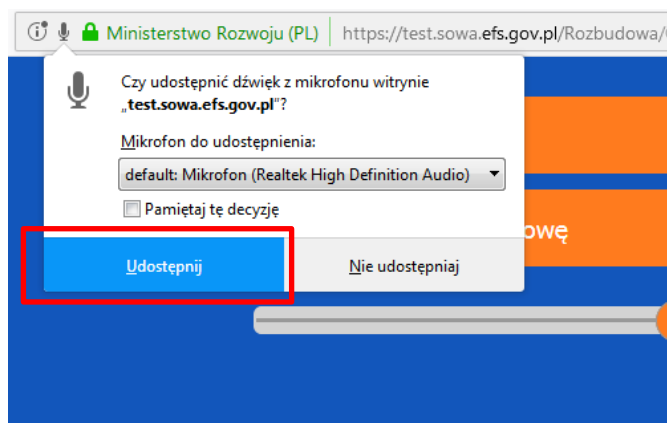 Ministerstwo Rozwoju (PL) https://test.sowa.efs.gov.pl/Rozbudowa/
Czy udostępnić dźwięk z mikrofonu witrynie
„test.sowa.efs.gov.pl”?
Mikrofon do udostępnienia:
default: Mikrofon (Realtek High Definition Audio)
Pamiętaj tę decyzję
owę
Udostępnij Nie udostępniaj